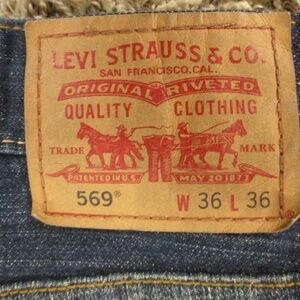 LEVI STRAUSS & CO.
SAN FRANCISCO, CAL.
ORIGINAL RIVETED
QUALITY CLOTHING
TRADE MARK
PATENTED IN U.S. MAY 20 1873
569® W 36 L 36
®